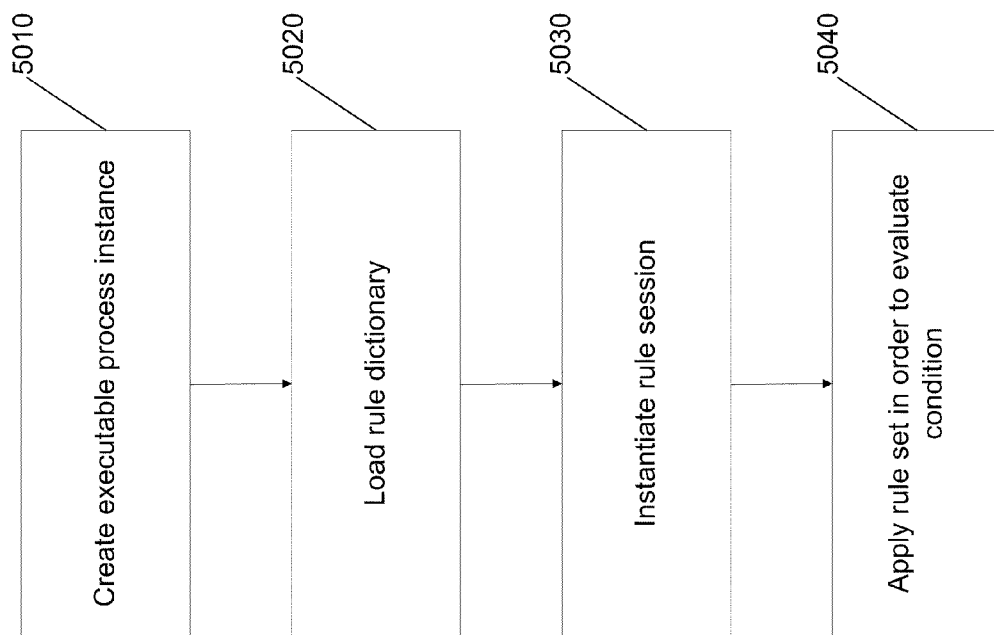 Create executable process instance
5010
Load rule dictionary
5020
Instantiate rule session
5030
Apply rule set in order to evaluate
condition
5040